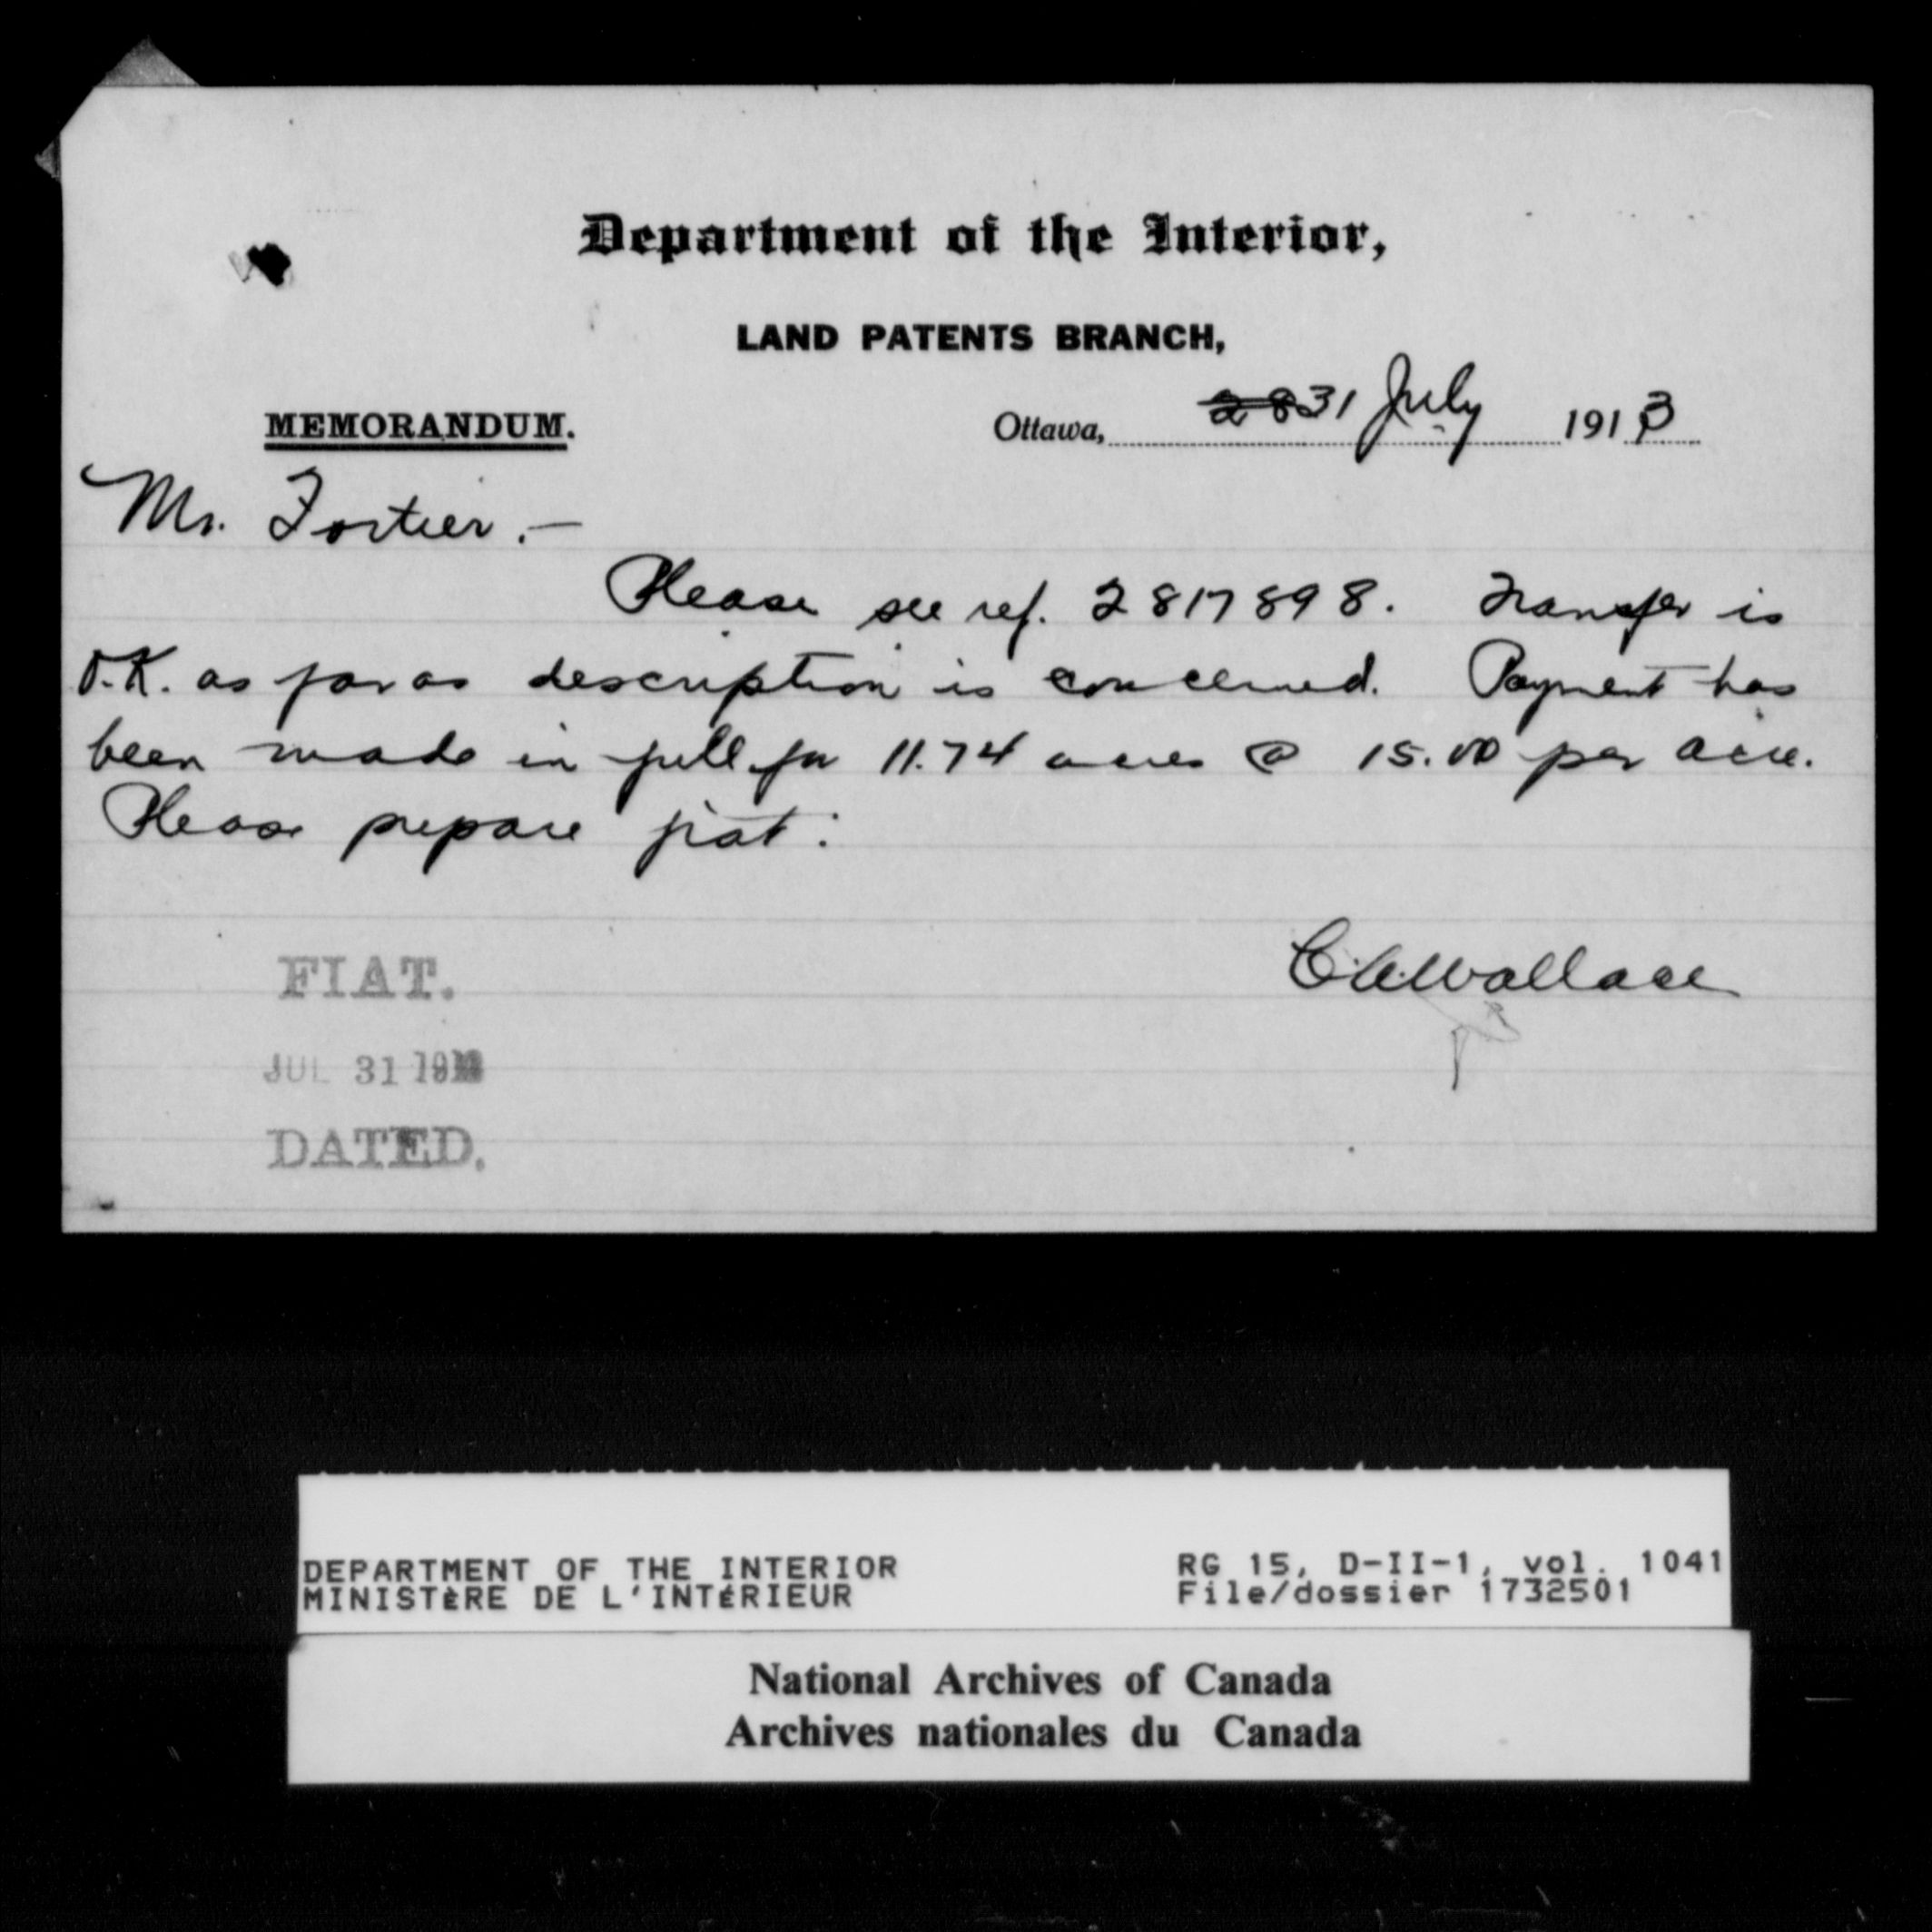 Department of the Interior,
LAND PATENTS BRANCH,
MEMORANDUM.
Ottawa, 28 31 July 1913
Mr. Fortier.—
Please see ref. 2817898. Transfer is
O.K. as far as description is concerned. Payment has
been made in full for 11.74 acres @ 15.00 per acre.
Please prepare fiat.
Wallace
FIAT.
JUL 31 191
DATED.
DEPARTMENT OF THE INTERIOR
MINISTÈRE DE L'INTÉRIEUR
RG 15, D-II-1, vol. 1041
File/dossier 1732501
National Archives of Canada
Archives nationales du Canada